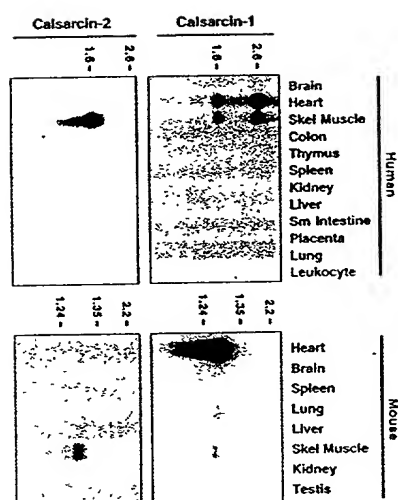 Calsarcin-2
Calsarcin-1
1.6 –
2.6 –
1.6 –
2.6 –
Brain
Heart
Skel Muscle
Colon
Thymus
Spleen
Kidney
Liver
Sm Intestine
Placenta
Lung
Leukocyte
Human
1.24 –
1.35 –
2.2 –
1.24 –
1.35 –
2.2 –
Heart
Brain
Spleen
Lung
Liver
Skel Muscle
Kidney
Testis
Mouse